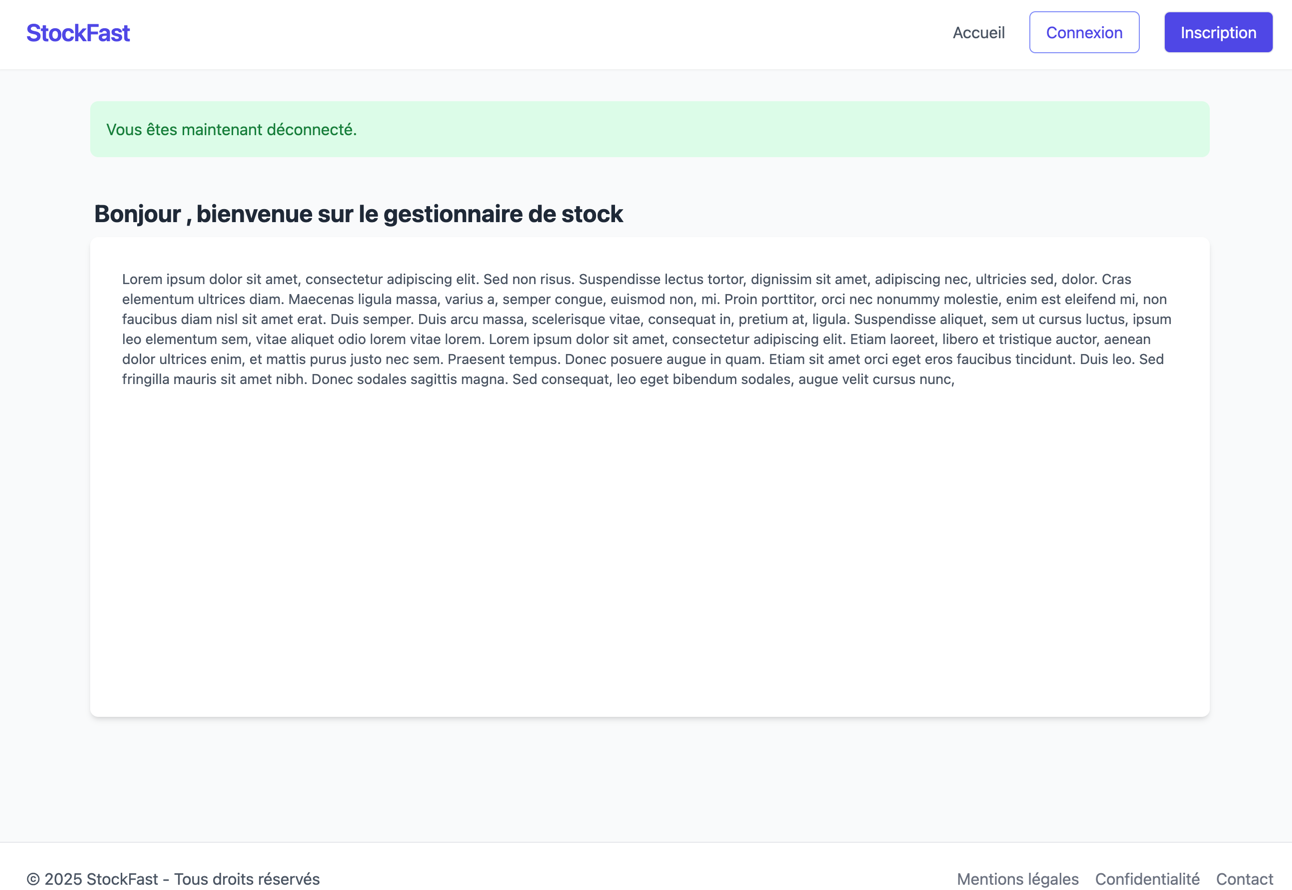 StockFast
Accueil
Connexion
Inscription
Vous êtes maintenant déconnecté.
Bonjour , bienvenue sur le gestionnaire de stock
Lorem ipsum dolor sit amet, consectetur adipiscing elit. Sed non risus. Suspendisse lectus tortor, dignissim sit amet, adipiscing nec, ultricies sed, dolor. Cras
elementum ultrices diam. Maecenas ligula massa, varius a, semper congue, euismod non, mi. Proin porttitor, orci nec nonummy molestie, enim est eleifend mi, non
faucibus diam nisl sit amet erat. Duis semper. Duis arcu massa, scelerisque vitae, consequat in, pretium at, ligula. Suspendisse aliquet, sem ut cursus luctus, ipsum
leo elementum sem, vitae aliquet odio lorem vitae lorem. Lorem ipsum dolor sit amet, consectetur adipiscing elit. Etiam laoreet, libero et tristique auctor, aenean
dolor ultrices enim, et mattis purus justo nec sem. Praesent tempus. Donec posuere augue in quam. Etiam sit amet orci eget eros faucibus tincidunt. Duis leo. Sed
fringilla mauris sit amet nibh. Donec sodales sagittis magna. Sed consequat, leo eget bibendum sodales, augue velit cursus nunc,
© 2025 StockFast - Tous droits réservés
Mentions légales
Confidentialité
Contact